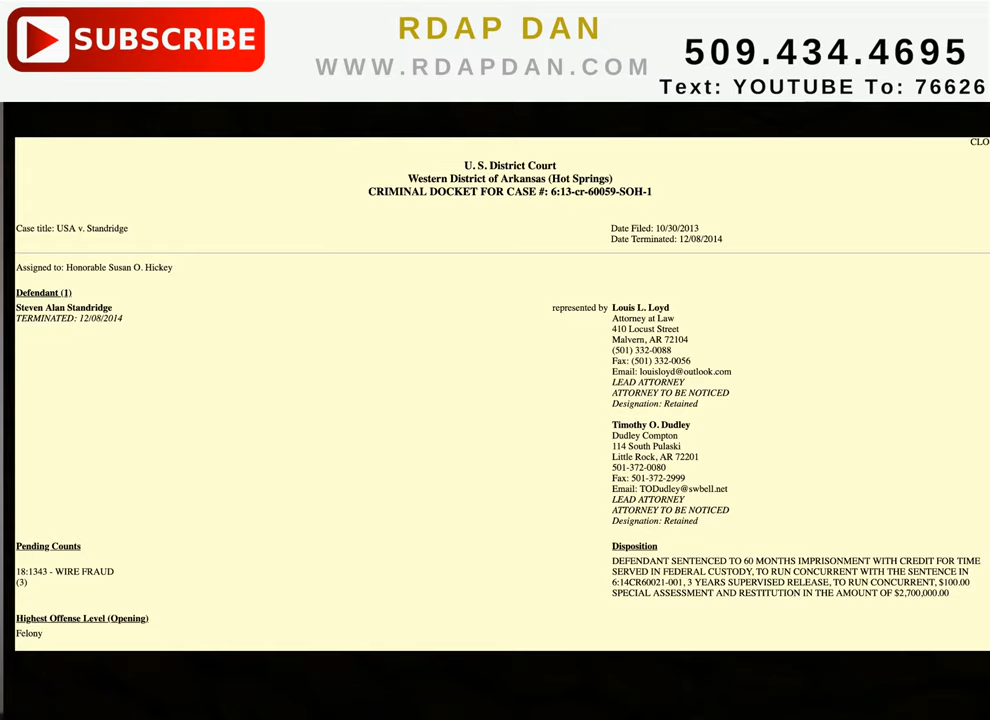 SUBSCRIBE
RDAP DAN
WWW.RDAPDAN.COM
509.434.4695
Text: YOUTUBE To: 76626
CLO
U. S. District Court
Western District of Arkansas (Hot Springs)
CRIMINAL DOCKET FOR CASE #: 6:13-cr-60059-SOH-1
Case title: USA v. Standridge
Date Filed: 10/30/2013
Date Terminated: 12/08/2014
Assigned to: Honorable Susan O. Hickey
Defendant (1)
Steven Alan Standridge
TERMINATED: 12/08/2014
represented by Louis L. Loyd
Attorney at Law
410 Locust Street
Malvern, AR 72104
(501) 332-0088
Fax: (501) 332-0056
Email: louisloyd@outlook.com
LEAD ATTORNEY
ATTORNEY TO BE NOTICED
Designation: Retained
Timothy O. Dudley
Dudley Compton
114 South Pulaski
Little Rock, AR 72201
501-372-0080
Fax: 501-372-2999
Email: TODudley@swbell.net
LEAD ATTORNEY
ATTORNEY TO BE NOTICED
Designation: Retained
Pending Counts
18:1343 - WIRE FRAUD
(3)
Disposition
DEFENDANT SENTENCED TO 60 MONTHS IMPRISONMENT WITH CREDIT FOR TIME
SERVED IN FEDERAL CUSTODY, TO RUN CONCURRENT WITH THE SENTENCE IN
6:14CR60021-001, 3 YEARS SUPERVISED RELEASE, TO RUN CONCURRENT, $100.00
SPECIAL ASSESSMENT AND RESTITUTION IN THE AMOUNT OF $2,700,000.00
Highest Offense Level (Opening)
Felony